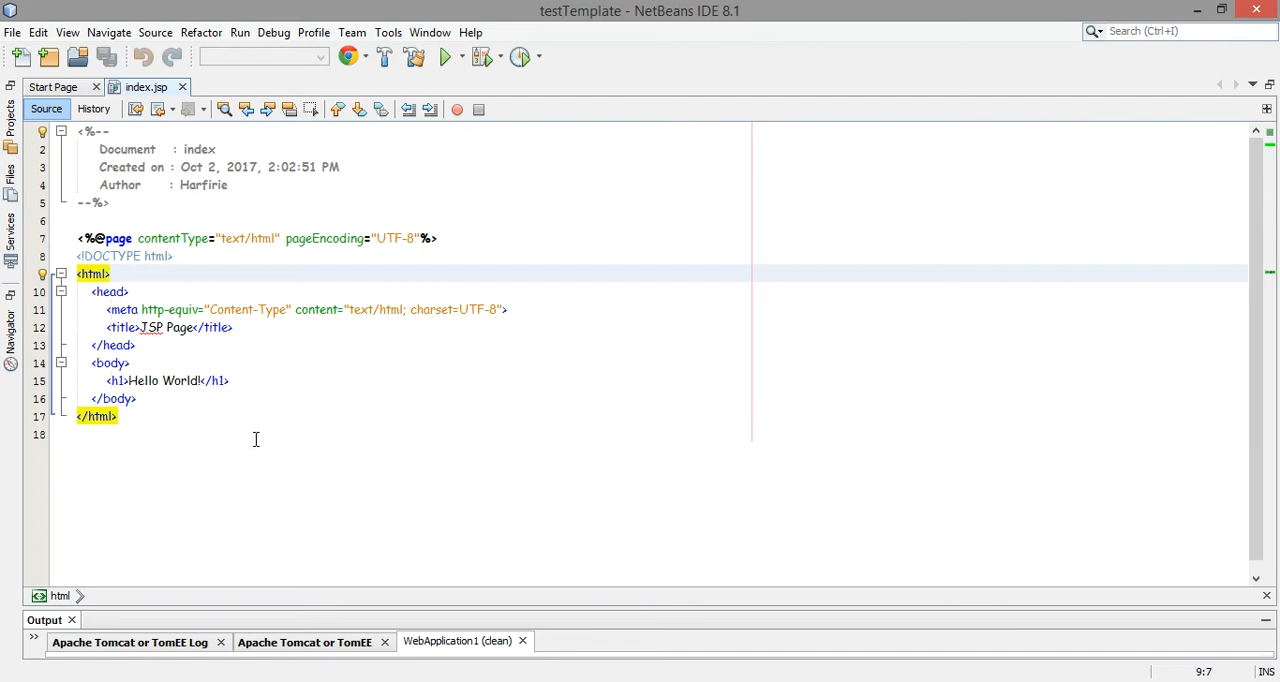 testTemplate - NetBeans IDE 8.1
File Edit View Navigate Source Refactor Run Debug Profile Team Tools Window Help
Search (Ctrl+I)
Start Page index.jsp
Source History
Projects
Files
Services
Navigator
<%--
2 Document : index
3 Created on : Oct 2, 2017, 2:02:51 PM
4 Author : Harfirie
5 --%>
6
7 <%@page contentType="text/html" pageEncoding="UTF-8"%>
8 <!DOCTYPE html>
<html>
10 <head>
11 <meta http-equiv="Content-Type" content="text/html; charset=UTF-8">
12 <title>JSP Page</title>
13 </head>
14 <body>
15 <h1>Hello World!</h1>
16 </body>
17 </html>
18
html
Output
Apache Tomcat or TomEE Log Apache Tomcat or TomEE WebApplication1 (clean)
9:7 INS